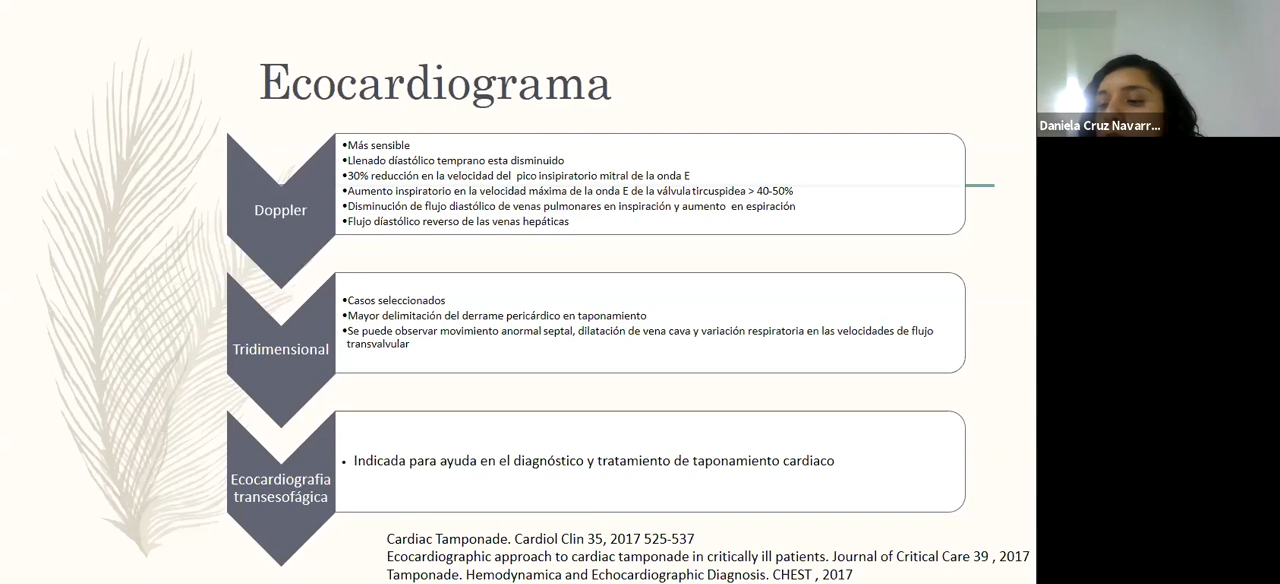 Ecocardiograma
Doppler
•Más sensible
•Llenado díastólico temprano esta disminuido
•30% reducción en la velocidad del pico insipiratorio mitral de la onda E
•Aumento inspiratorio en la velocidad máxima de la onda E de la válvula tircuspidea > 40-50%
•Disminución de flujo diastólico de venas pulmonares en inspiración y aumento en espiración
•Flujo díastólico reverso de las venas hepáticas
Tridimensional
•Casos seleccionados
•Mayor delimitación del derrame pericárdico en taponamiento
•Se puede observar movimiento anormal septal, dilatación de vena cava y variación respiratoria en las velocidades de flujo
transvalvular
Ecocardiografia
transesofágica
• Indicada para ayuda en el diagnóstico y tratamiento de taponamiento cardiaco
Cardiac Tamponade. Cardiol Clin 35, 2017 525-537
Ecocardiographic approach to cardiac tamponade in critically ill patients. Journal of Critical Care 39 , 2017
Tamponade. Hemodynamica and Echocardiographic Diagnosis. CHEST , 2017
Daniela Cruz Navarr...